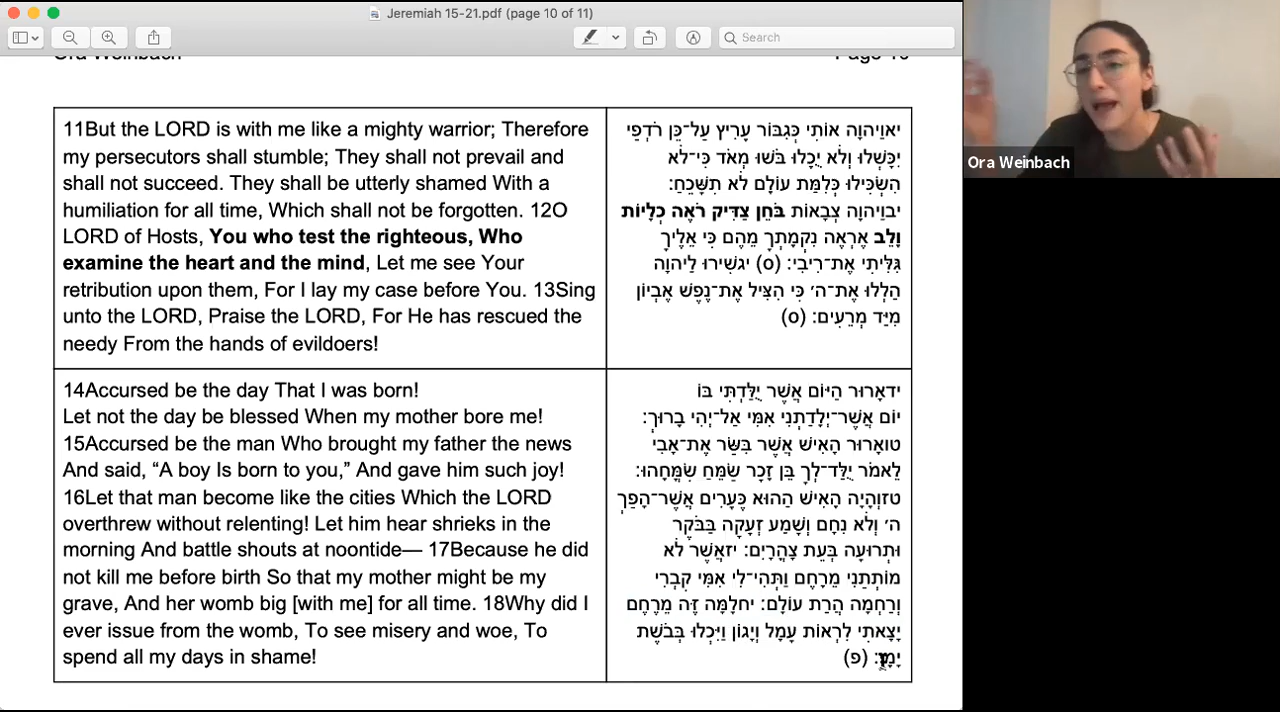 Jeremiah 15-21.pdf (page 10 of 11)
Search
Ora Weinbach
Page 10
11But the LORD is with me like a mighty warrior; Therefore
my persecutors shall stumble; They shall not prevail and
shall not succeed. They shall be utterly shamed With a
humiliation for all time, Which shall not be forgotten. 12O
LORD of Hosts, You who test the righteous, Who
examine the heart and the mind, Let me see Your
retribution upon them, For I lay my case before You. 13Sing
unto the LORD, Praise the LORD, For He has rescued the
needy From the hands of evildoers!
יאוַיהוָה אוֹתִי כְּגִבּוֹר עָרִיץ עַל־כֵּן רֹדְפַי
יִכָּשְׁלוּ וְלֹא יֻכָלוּ בֹּשׁוּ מְאֹד כִּי־לֹא
הִשְׂכִּילוּ כְּלִמַּת עוֹלָם לֹא תִשָּׁכֵחַ׃
יבוַיהוָה צְבָאוֹת בֹּחֵן צַדִּיק רֹאֶה כְלָיוֹת
וָלֵב אֶרְאֶה נִקְמָתְךָ מֵהֶם כִּי אֵלֶיךָ
גִּלִּיתִי אֶת־רִיבִי׃ (ס) יגשִׁירוּ לַיהוָה
הַלְלוּ אֶת־ה׳ כִּי הִצִּיל אֶת־נֶפֶשׁ אֶבְיוֹן
מִיַּד מְרֵעִים׃ (ס)
14Accursed be the day That I was born!
Let not the day be blessed When my mother bore me!
15Accursed be the man Who brought my father the news
And said, “A boy Is born to you,” And gave him such joy!
16Let that man become like the cities Which the LORD
overthrew without relenting! Let him hear shrieks in the
morning And battle shouts at noontide— 17Because he did
not kill me before birth So that my mother might be my
grave, And her womb big [with me] for all time. 18Why did I
ever issue from the womb, To see misery and woe, To
spend all my days in shame!
ידאָרוּר הַיּוֹם אֲשֶׁר יֻלַּדְתִּי בּוֹ
יוֹם אֲשֶׁר־יְלָדַתְנִי אִמִּי אַל־יְהִי בָרוּךְ׃
טואָרוּר הָאִישׁ אֲשֶׁר בִּשַּׂר אֶת־אָבִי
לֵאמֹר יֻלַּד־לְךָ בֵּן זָכָר שַׂמֵּחַ שִׂמֳּחָהוּ׃
טזוְהָיָה הָאִישׁ הַהוּא כֶּעָרִים אֲשֶׁר־הָפַךְ
ה׳ וְלֹא נִחָם וְשָׁמַע זְעָקָה בַּבֹּקֶר
וּתְרוּעָה בְּעֵת צָהֳרָיִם׃ יזאֲשֶׁר לֹא
מוֹתְתַנִי מֵרָחֶם וַתְּהִי־לִי אִמִּי קִבְרִי
וְרַחְמָה הֲרַת עוֹלָם׃ יחלָמָּה זֶּה מֵרֶחֶם
יָצָאתִי לִרְאוֹת עָמָל וְיָגוֹן וַיִּכְלוּ בְּבֹשֶׁת
יָמָי׃ (פ)
Ora Weinbach